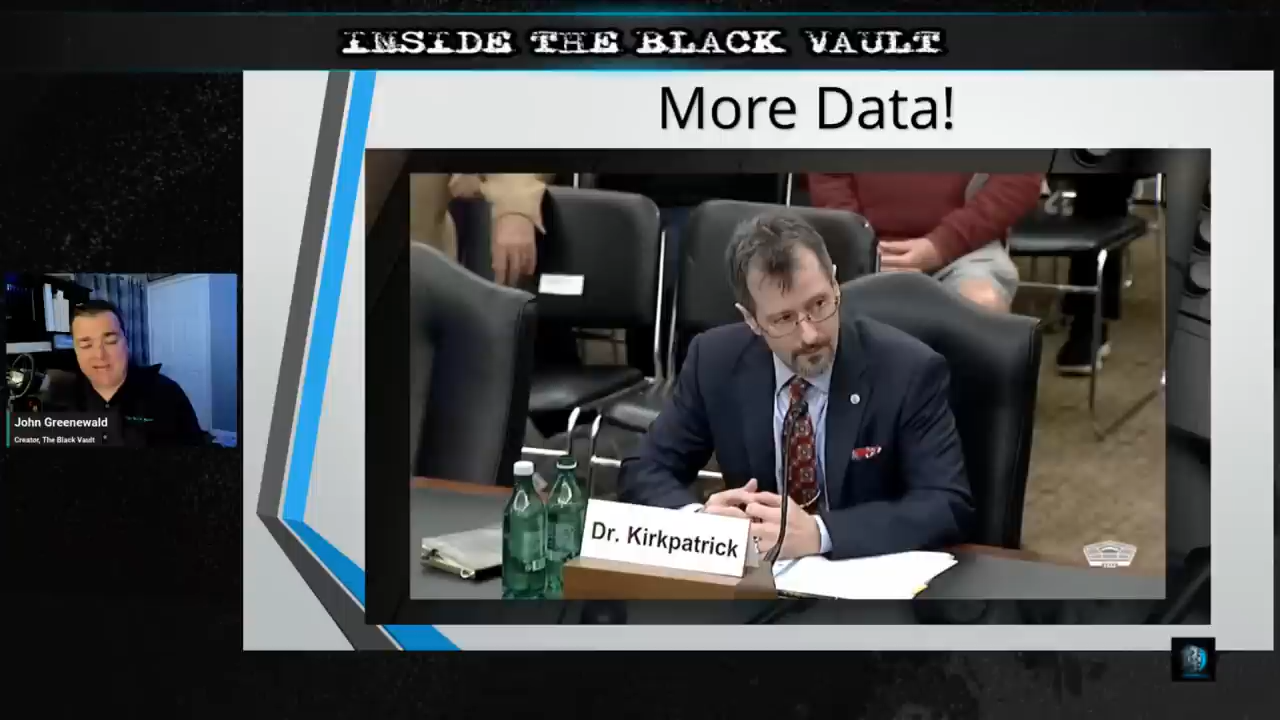 INSIDE THE BLACK VAULT
More Data!
John Greenewald
Creator, The Black Vault
Dr. Kirkpatrick